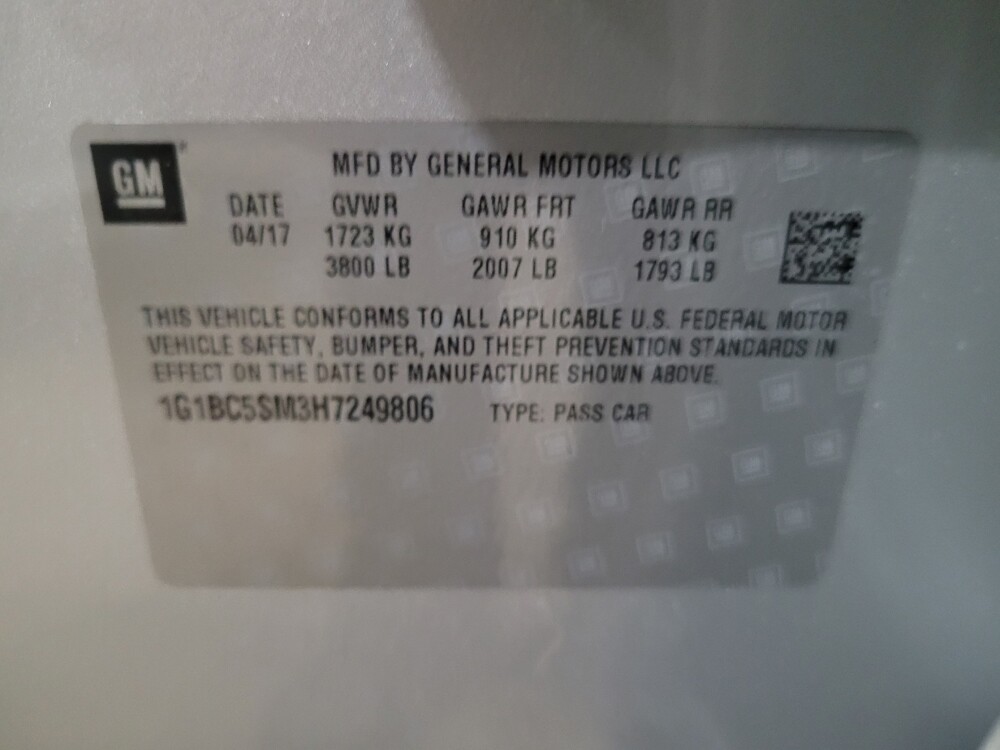 GM
MFD BY GENERAL MOTORS LLC
DATE GVWR GAWR FRT GAWR RR
04/17 1723 KG 910 KG 813 KG
3800 LB 2007 LB 1793 LB
THIS VEHICLE CONFORMS TO ALL APPLICABLE U.S. FEDERAL MOTOR
VEHICLE SAFETY, BUMPER, AND THEFT PREVENTION STANDARDS IN
EFFECT ON THE DATE OF MANUFACTURE SHOWN ABOVE.
1G1BC5SM3H7249806 TYPE: PASS CAR